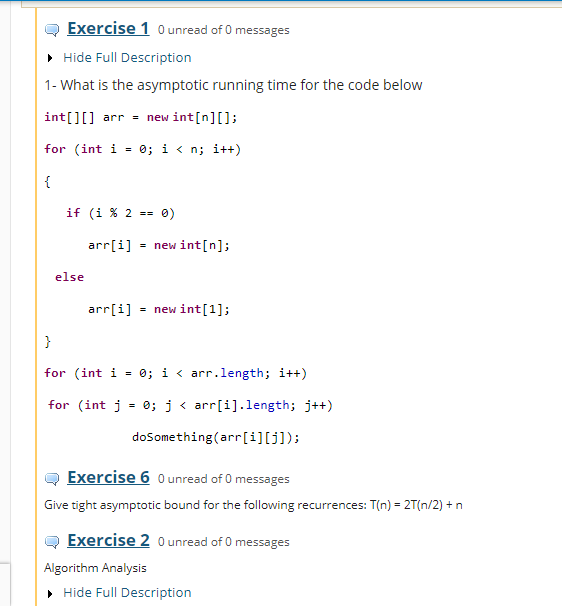 Exercise 1 0 unread of 0 messages
Hide Full Description
1- What is the asymptotic running time for the code below
int[][] arr = new int[n][];
for (int i = 0; i < n; i++)
{
if (i % 2 == 0)
arr[i] = new int[n];
else
arr[i] = new int[1];
}
for (int i = 0; i < arr.length; i++)
for (int j = 0; j < arr[i].length; j++)
doSomething(arr[i][j]);
Exercise 6 0 unread of 0 messages
Give tight asymptotic bound for the following recurrences: T(n) = 2T(n/2) + n
Exercise 2 0 unread of 0 messages
Algorithm Analysis
Hide Full Description